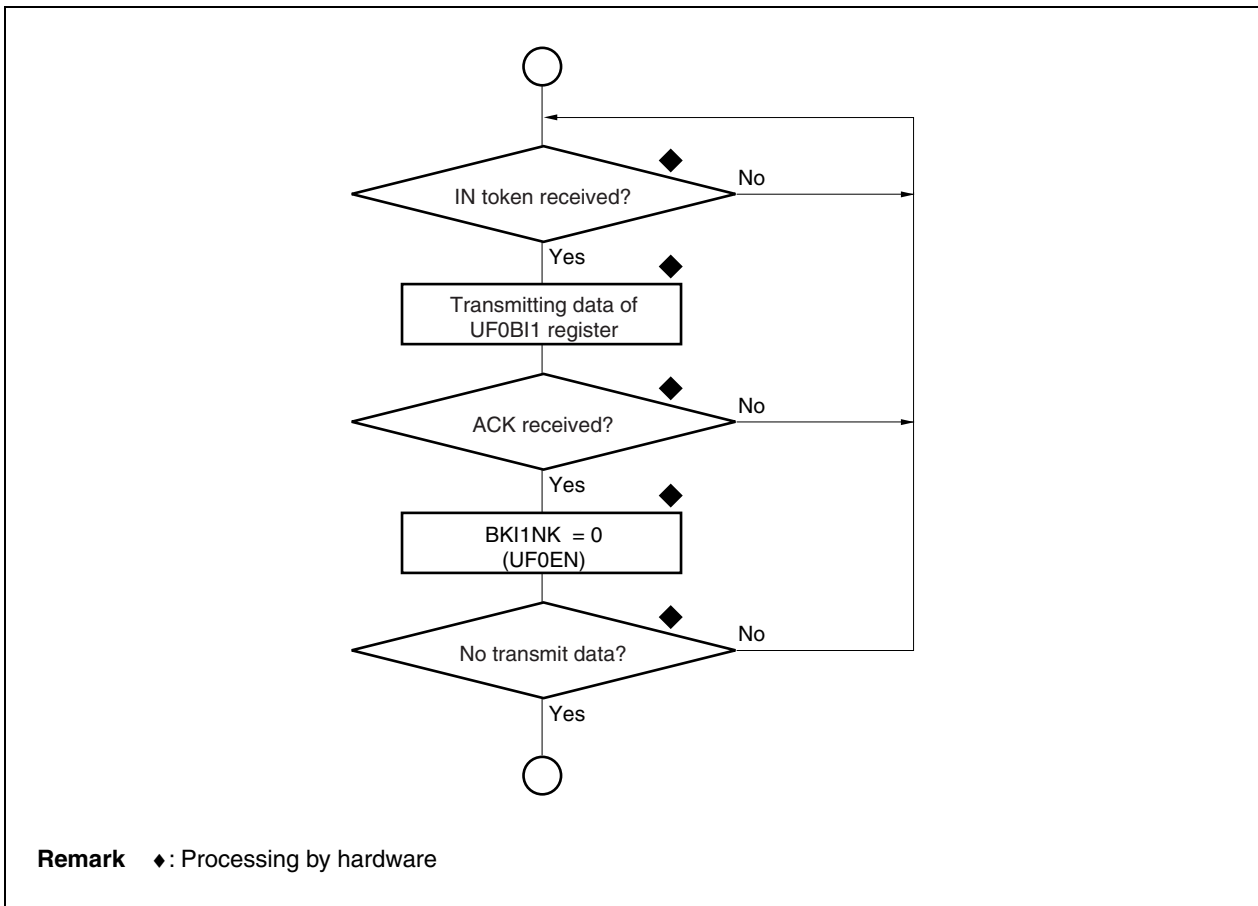 IN token received?
No
Yes
Transmitting data of
UF0BI1 register
ACK received?
No
Yes
BKI1NK = 0
(UF0EN)
No transmit data?
No
Yes
Remark ♦: Processing by hardware